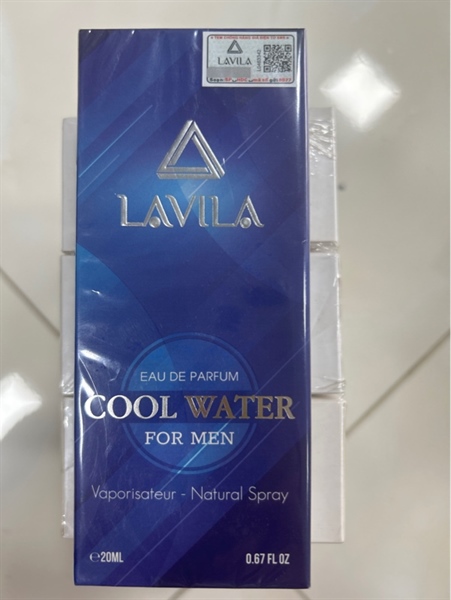 LAVILA
LAVILA
EAU DE PARFUM
COOL WATER
FOR MEN
Vaporisateur - Natural Spray
℮20ML
0.67 FL OZ